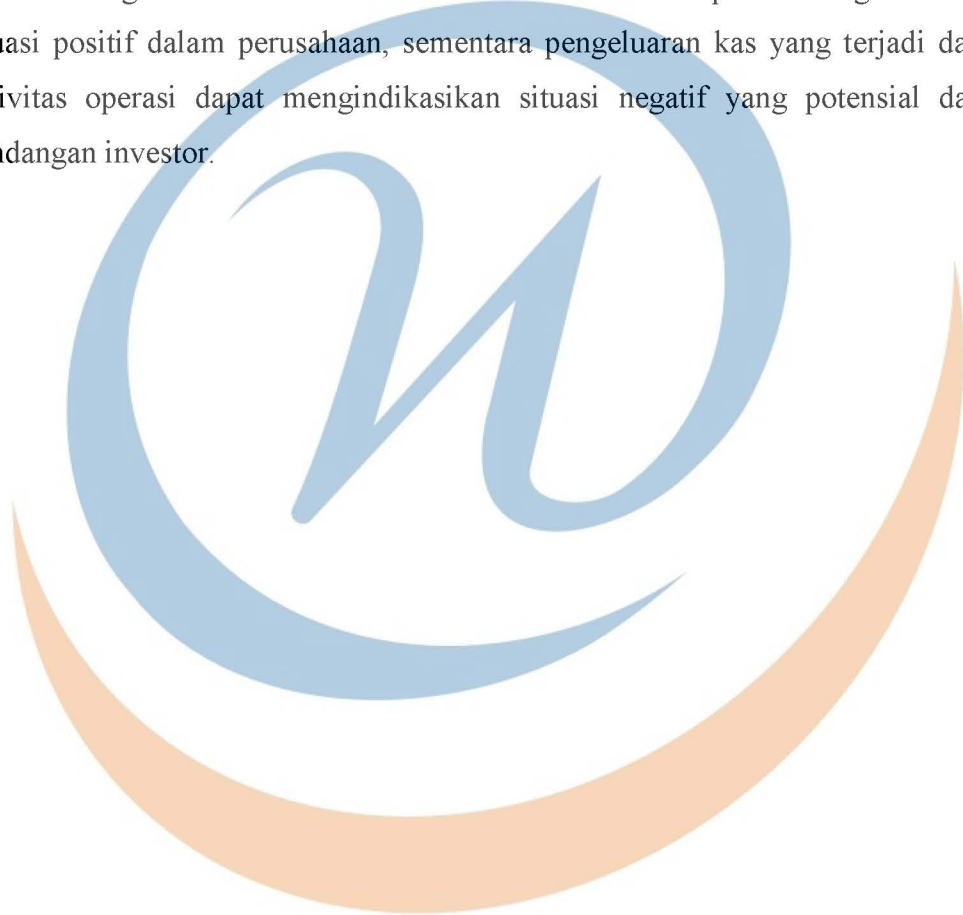 uasi positif dalam perusahaan, sementara pengeluaran kas yang terjadi da
ivitas operasi dapat mengindikasikan situasi negatif yang potensial da
ndangan investor.